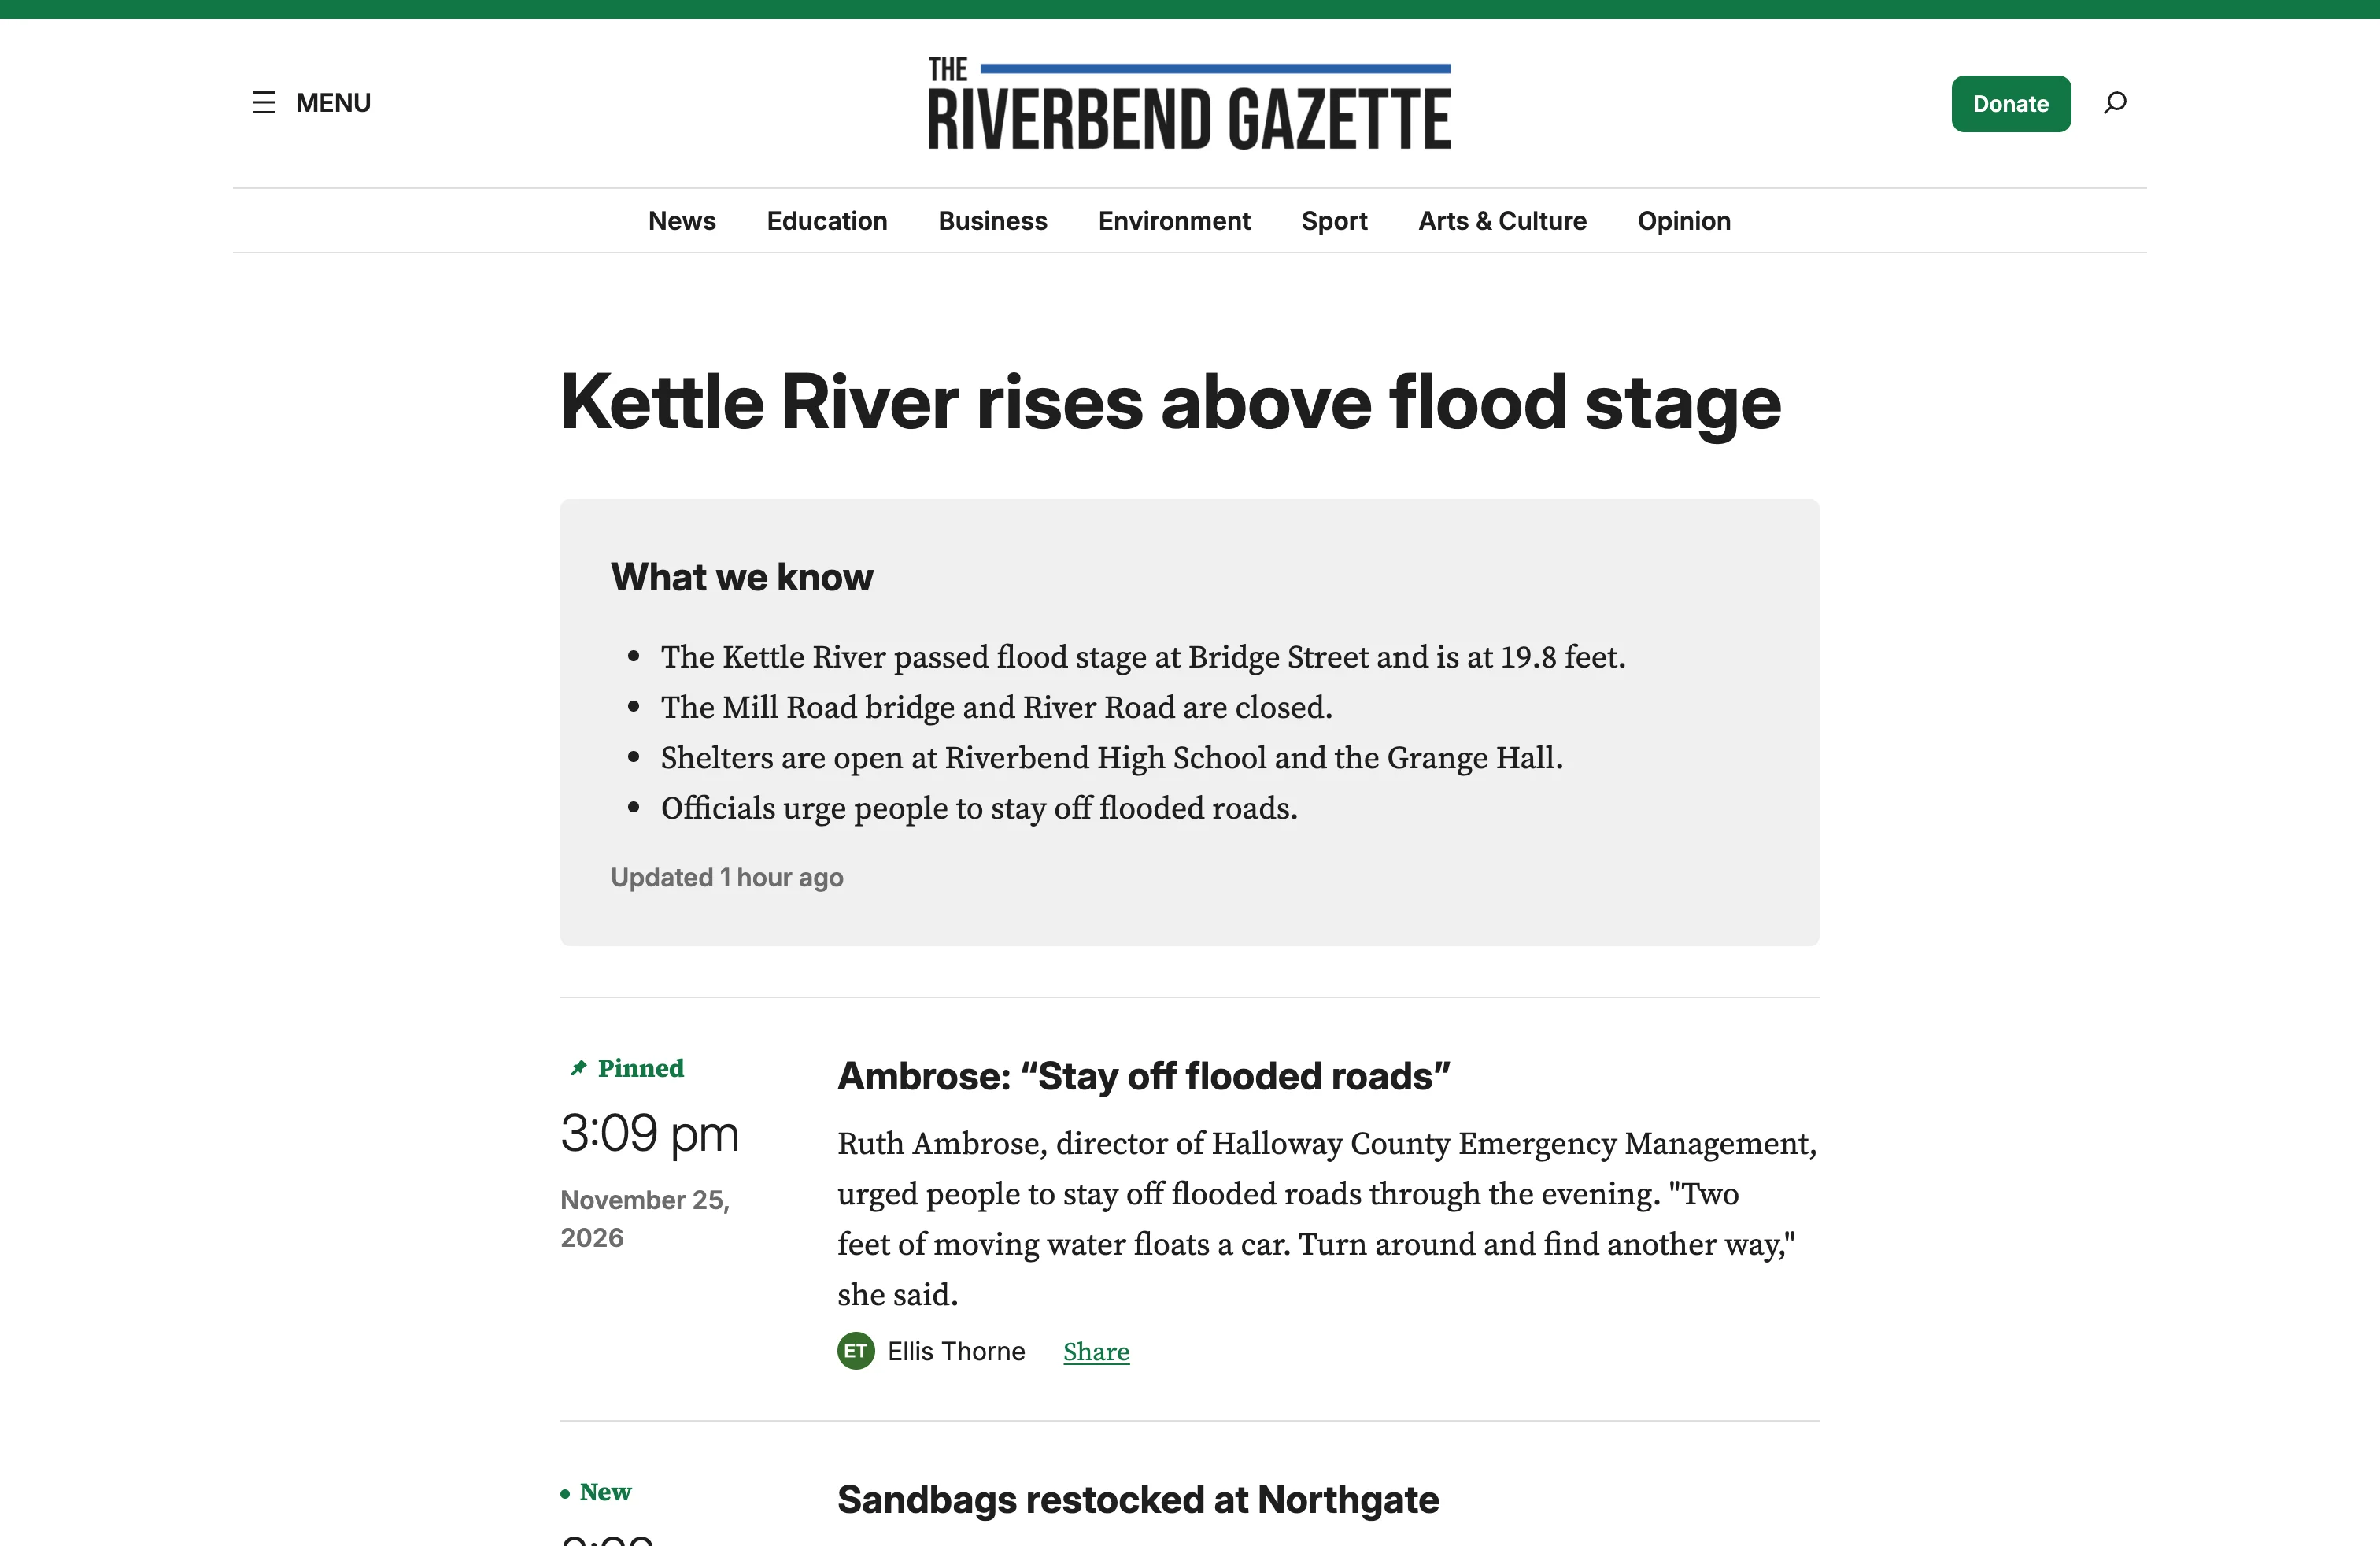 MENU
THE
RIVERBEND GAZETTE
Donate
News Education Business Environment Sport Arts & Culture Opinion
Kettle River rises above flood stage
What we know
• The Kettle River passed flood stage at Bridge Street and is at 19.8 feet.
• The Mill Road bridge and River Road are closed.
• Shelters are open at Riverbend High School and the Grange Hall.
• Officials urge people to stay off flooded roads.
Updated 1 hour ago
Pinned
3:09 pm
November 25,
2026
Ambrose: “Stay off flooded roads”
Ruth Ambrose, director of Halloway County Emergency Management,
urged people to stay off flooded roads through the evening. "Two
feet of moving water floats a car. Turn around and find another way,"
she said.
ET Ellis Thorne Share
• New
Sandbags restocked at Northgate